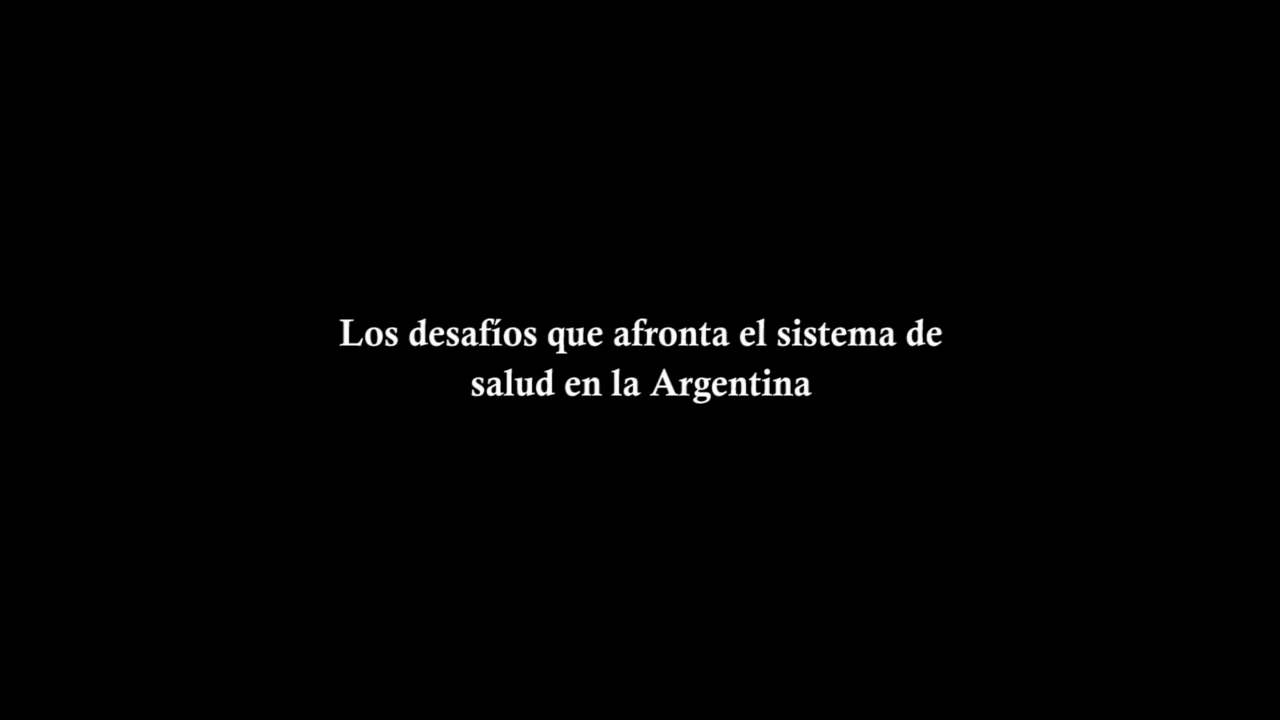 Los desafíos que afronta el sistema de
salud en la Argentina